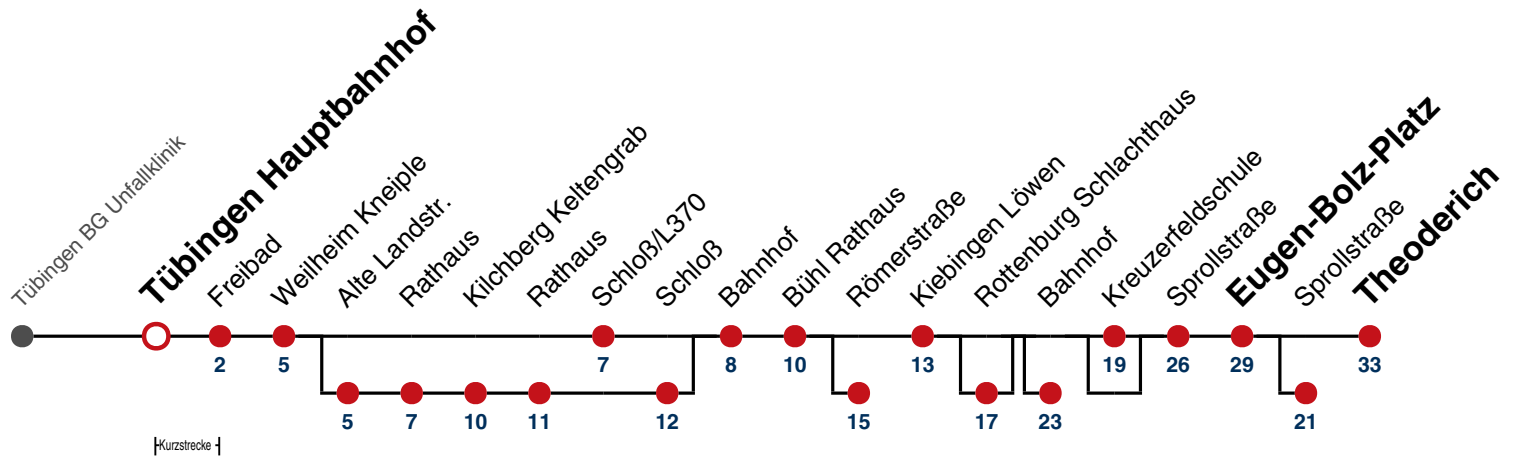 Tübingen BG Unfallklinik
Tübingen Hauptbahnhof
Freibad
Weilheim Kneiple
Alte Landstr.
Rathaus
Kilchberg Keltengrab
Rathaus
Schloß/L370
Schloß
Bahnhof
Bühl Rathaus
Römerstraße
Kiebingen Löwen
Rottenburg Schlachthaus
Bahnhof
Kreuzerfeldschule
Sprollstraße
Eugen-Bolz-Platz
Sprollstraße
Theoderich
2 5 7 8 10 13 19 26 29 33
5 7 10 11 12 15 17 23 21
Kurzstrecke